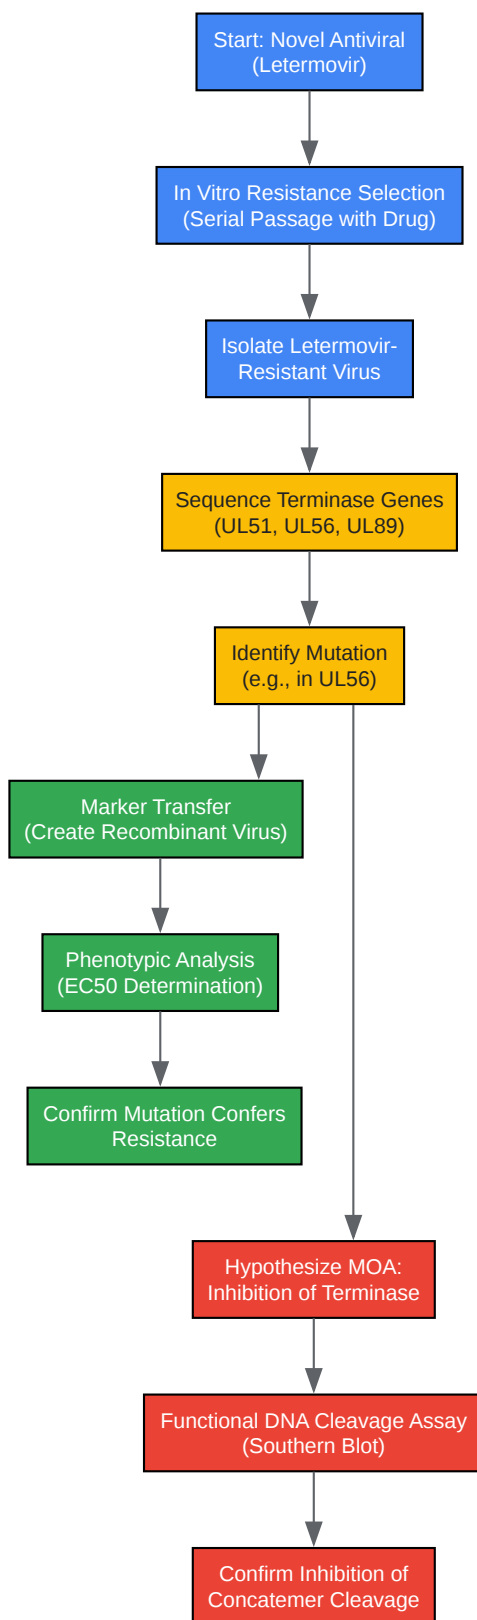 Start: Novel Antiviral
(Letermovir)
In Vitro Resistance Selection
(Serial Passage with Drug)
Isolate Letermovir-
Resistant Virus
Sequence Terminase Genes
(UL51, UL56, UL89)
Identify Mutation
(e.g., in UL56)
Marker Transfer
(Create Recombinant Virus)
Phenotypic Analysis
(EC50 Determination)
Confirm Mutation Confers
Resistance
Hypothesize MOA:
Inhibition of Terminase
Functional DNA Cleavage Assay
(Southern Blot)
Confirm Inhibition of
Concatemer Cleavage